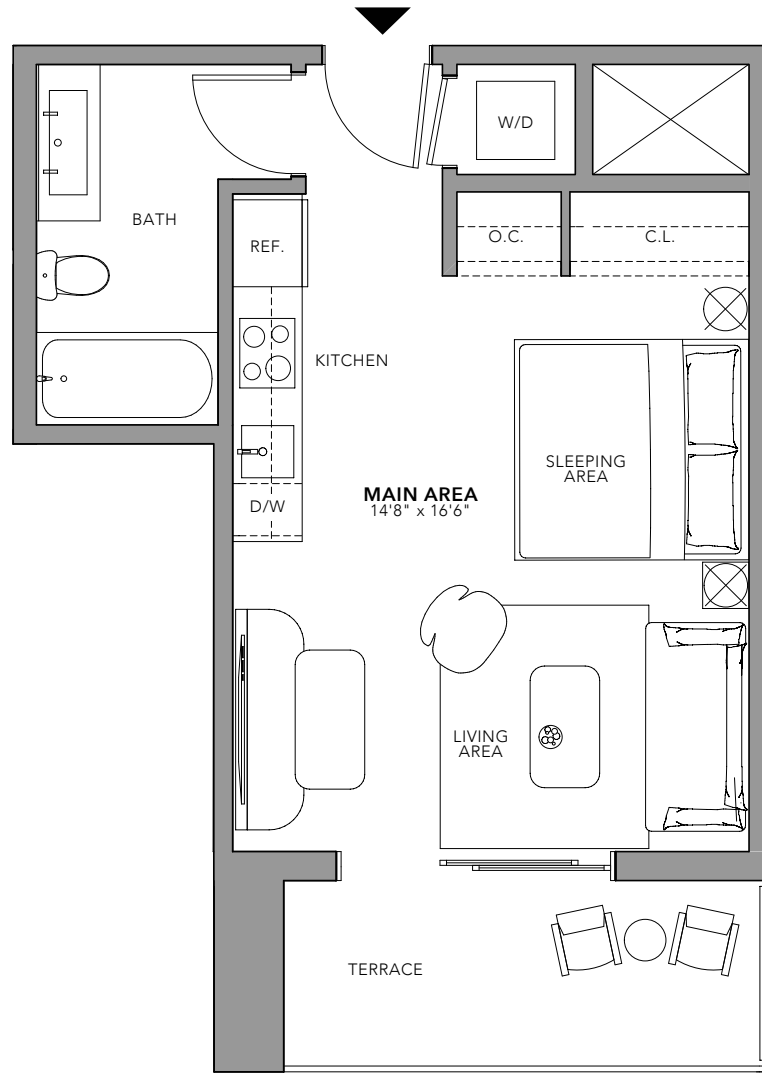 W/D
BATH
O.C.
C.L.
REF.
KITCHEN
SLEEPING
AREA
MAIN AREA
14'8" x 16'6"
D/W
LIVING
AREA
TERRACE